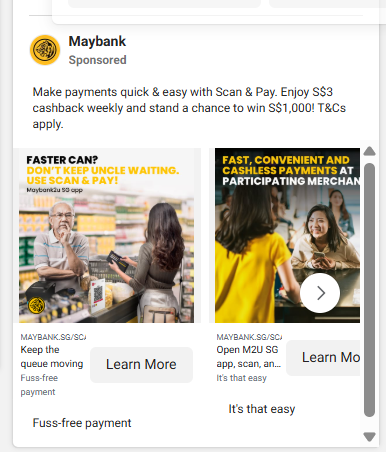 Maybank
Sponsored
Make payments quick & easy with Scan & Pay. Enjoy S$3
cashback weekly and stand a chance to win S$1,000! T&Cs
apply.
FASTER CAN?
DON'T KEEP UNCLE WAITING.
USE SCAN & PAY!
Maybank2u SG app
FAST, CONVENIENT AND
CASHLESS PAYMENTS AT
PARTICIPATING MERCHAN
MAYBANK.SG/SCA
Keep the
queue moving
Fuss-free
payment
Learn More
Fuss-free payment
MAYBANK.SG/SCA
Open M2U SG
app, scan, an...
It's that easy
Learn Mo
It's that easy